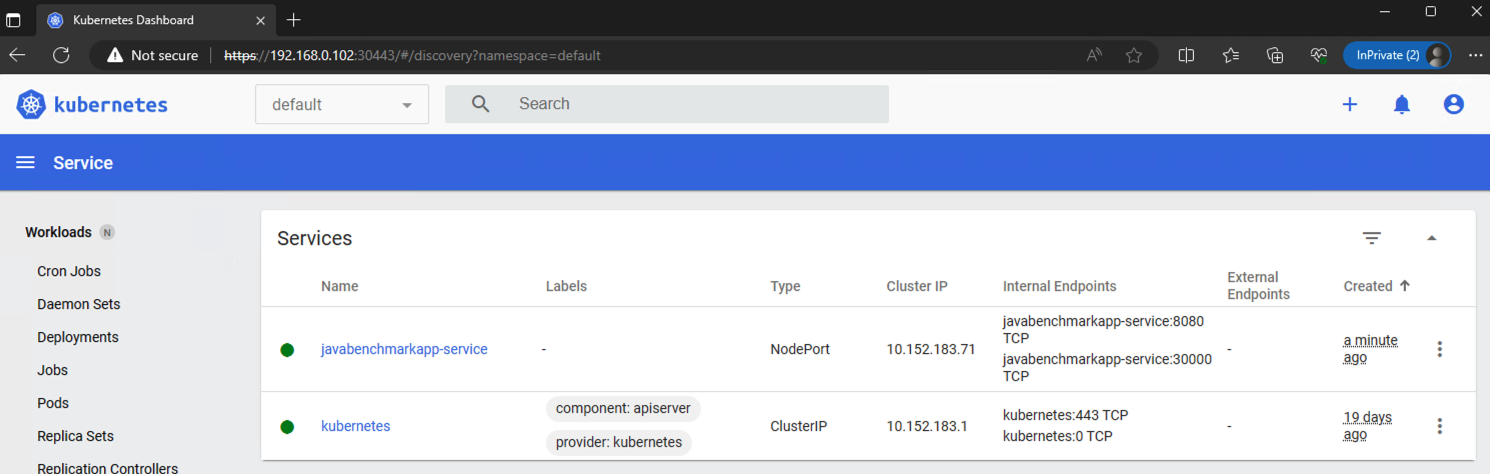 Kubernetes Dashboard
Not secure https://192.168.0.102:30443/#/discovery?namespace=default
InPrivate (2)
kubernetes default Search
Service
Workloads N
Cron Jobs
Daemon Sets
Deployments
Jobs
Pods
Replica Sets
Replication Controllers
Services
Name Labels Type Cluster IP Internal Endpoints External Endpoints Created
javabenchmarkapp-service - NodePort 10.152.183.71 javabenchmarkapp-service:8080 TCP - a minute ago
javabenchmarkapp-service:30000 TCP
kubernetes component: apiserver ClusterIP 10.152.183.1 kubernetes:443 TCP - 19 days ago
provider: kubernetes kubernetes:0 TCP